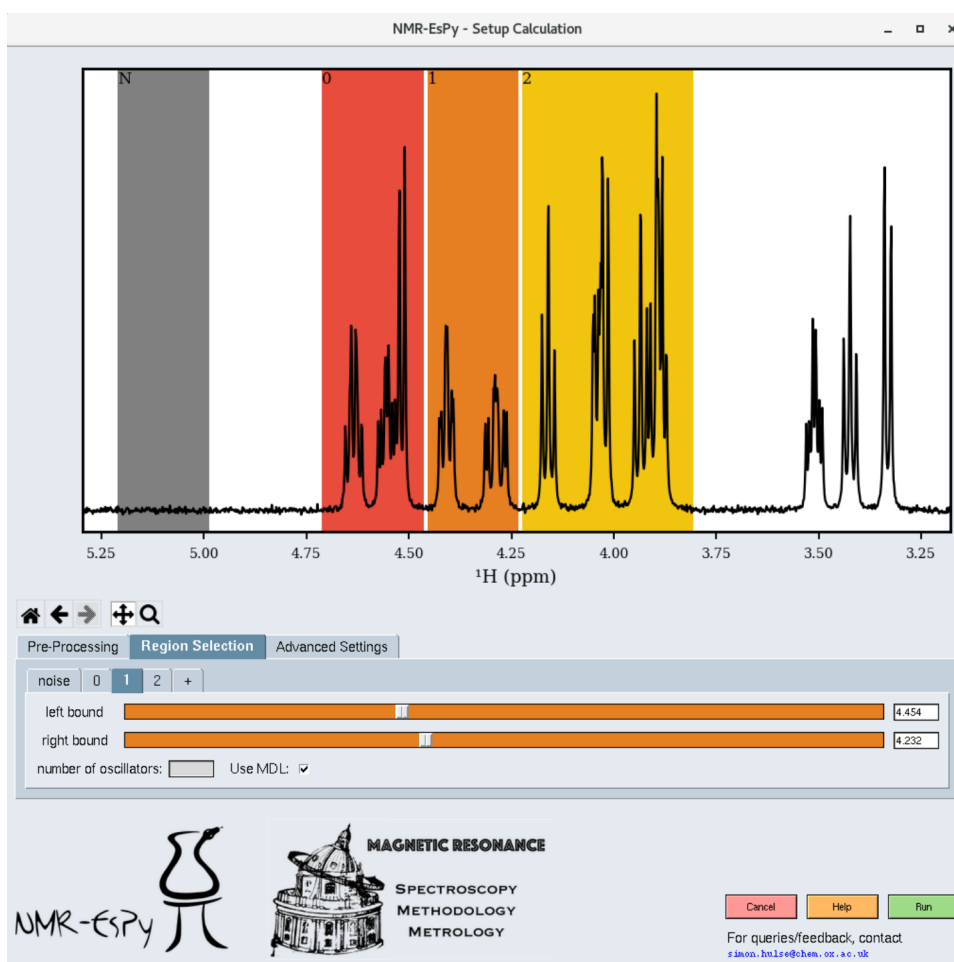 NMR-EsPy - Setup Calculation
N 0 1 2
5.25 5.00 4.75 4.50 4.25 4.00 3.75 3.50 3.25
¹H (ppm)
Pre-Processing Region Selection Advanced Settings
noise 0 1 2 +
left bound 4.454
right bound 4.232
number of oscillators: Use MDL:
MAGNETIC RESONANCE
SPECTROSCOPY
METHODOLOGY
METROLOGY
NMR-EsPy
Cancel Help Run
For queries/feedback, contact
simon.hulse@chem.ox.ac.uk